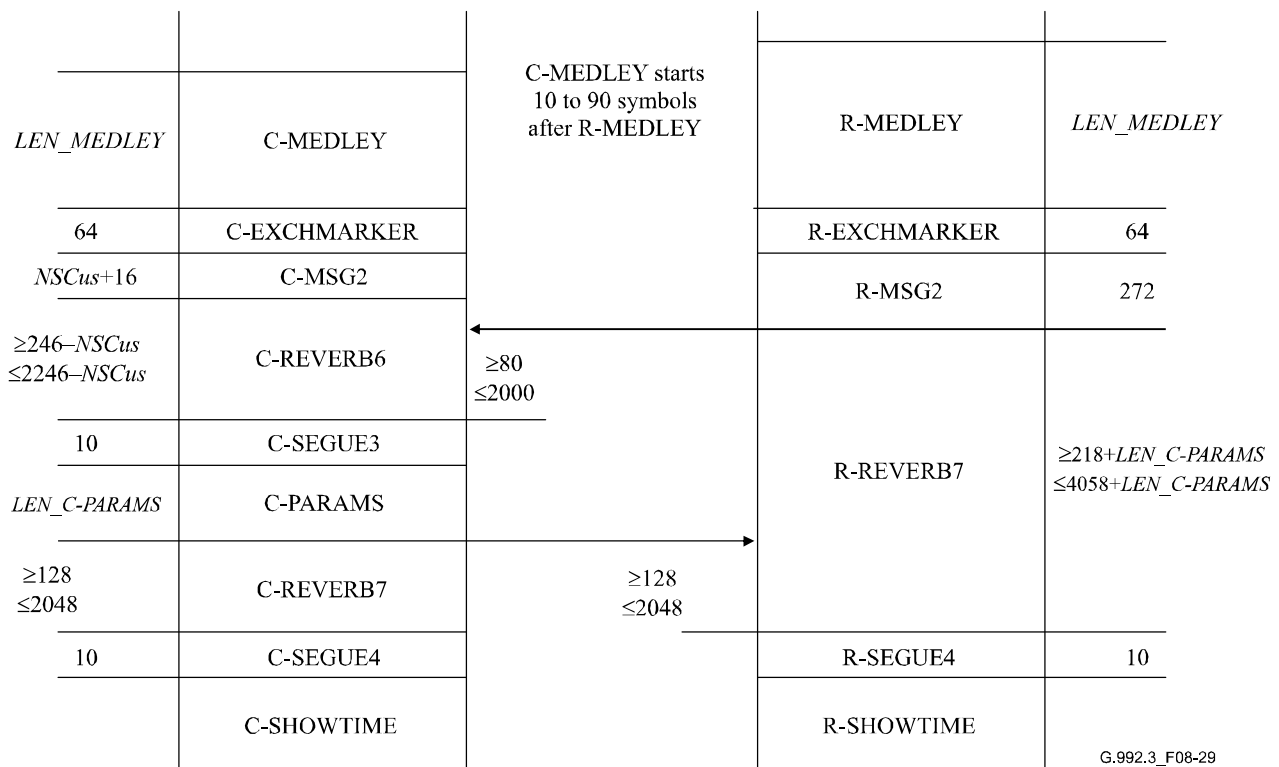 C-MEDLEY starts
10 to 90 symbols
after R-MEDLEY
LEN_MEDLEY
C-MEDLEY
R-MEDLEY
LEN_MEDLEY
64
C-EXCHMARKER
R-EXCHMARKER
64
NSCus+16
C-MSG2
R-MSG2
272
≥246–NSCus
≤2246–NSCus
C-REVERB6
≥80
≤2000
10
C-SEGUE3
R-REVERB7
≥218+LEN_C-PARAMS
≤4058+LEN_C-PARAMS
LEN_C-PARAMS
C-PARAMS
≥128
≤2048
C-REVERB7
≥128
≤2048
10
C-SEGUE4
R-SEGUE4
10
C-SHOWTIME
R-SHOWTIME
G.992.3_F08-29